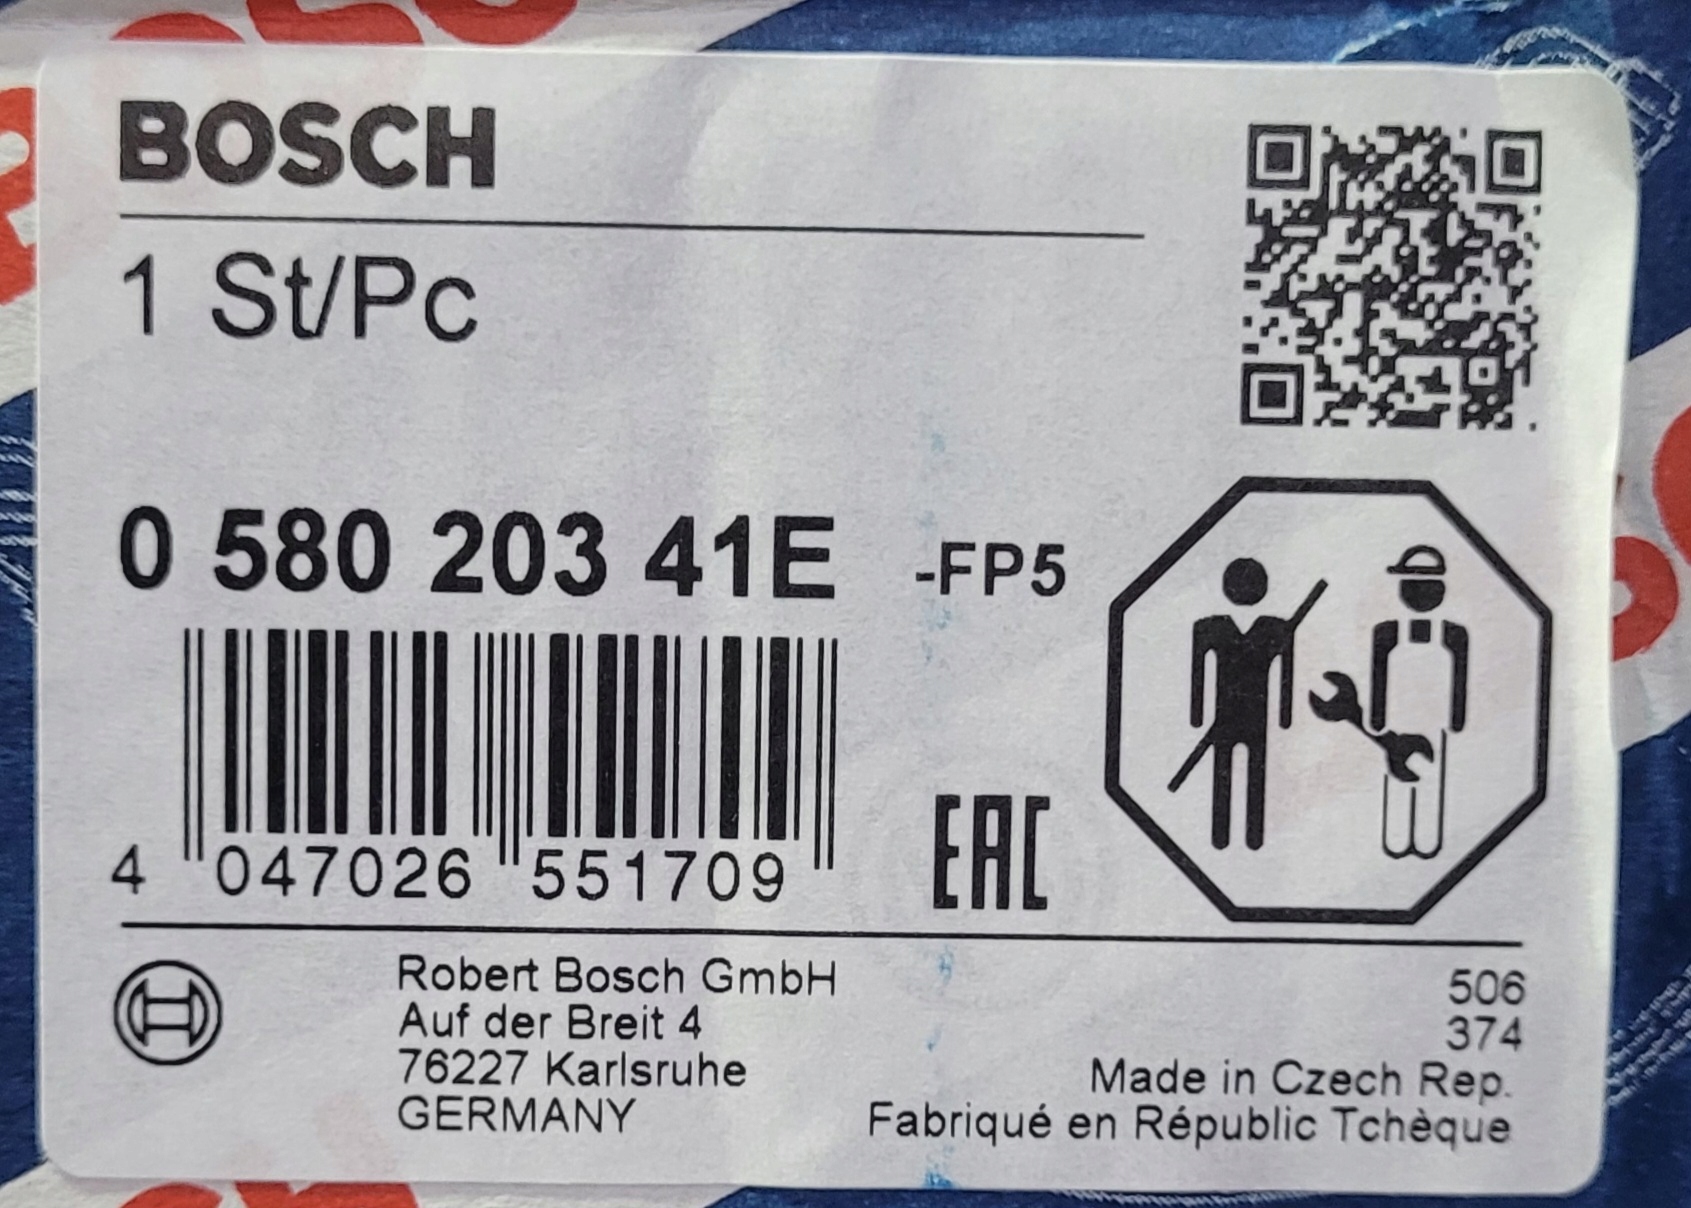 BOSCH
1 St/Pc
0 580 203 41E -FP5
4 047026 551709
EAC
Robert Bosch GmbH
Auf der Breit 4
76227 Karlsruhe
GERMANY
506
374
Made in Czech Rep.
Fabriqué en Républic Tchèque